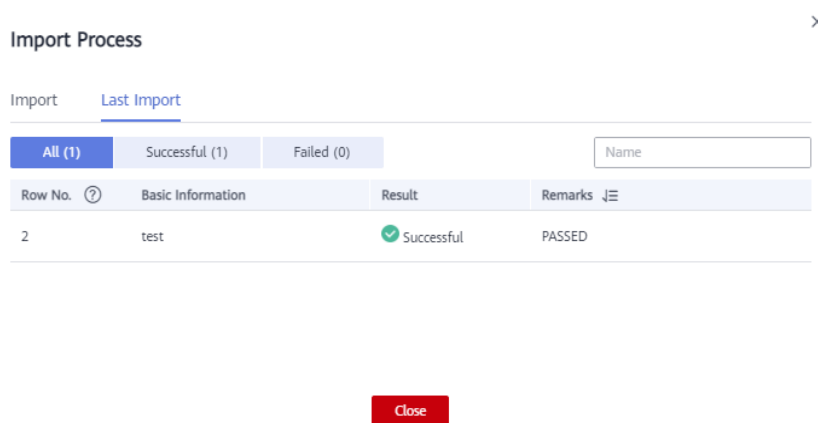 Import Process
Import Last Import
All (1) Successful (1) Failed (0) Name
Row No. ? Basic Information Result Remarks
2 test Successful PASSED
Close